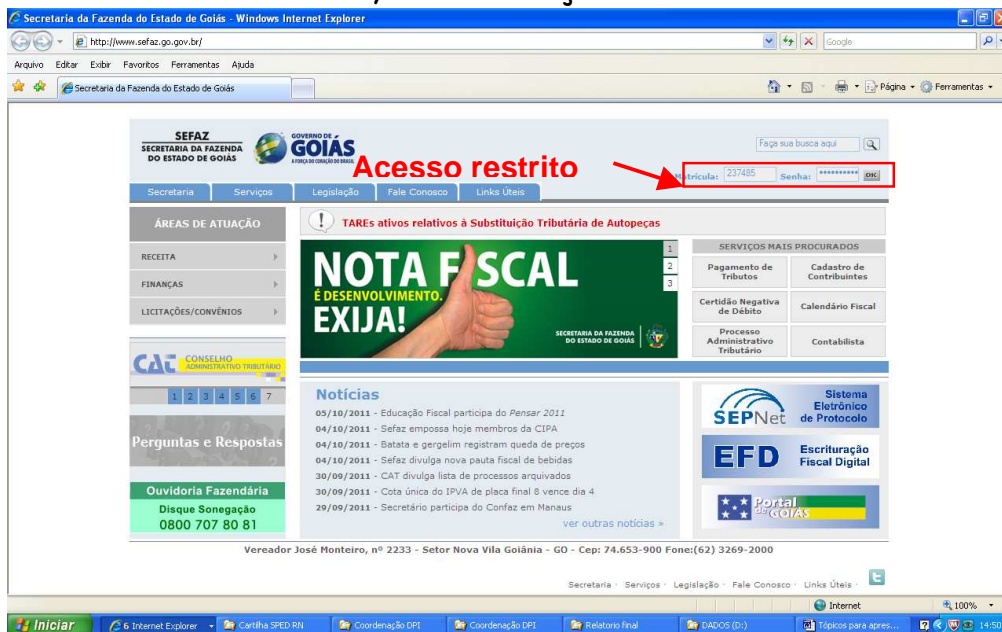 Secretaria da Fazenda do Estado de Goiás - Windows Internet Explorer
http://www.sefaz.go.gov.br/
Google
Arquivo Editar Exibir Favoritos Ferramentas Ajuda
Secretaria da Fazenda do Estado de Goiás
Página Ferramentas
SEFAZ
SECRETARIA DA FAZENDA
DO ESTADO DE GOIÁS
GOVERNO DE
GOIÁS
A FORÇA DO CORAÇÃO DO BRASIL
Faça sua busca aqui
Acesso restrito
Matrícula: 237485 Senha: ********** OK
Secretaria Serviços Legislação Fale Conosco Links Úteis
ÁREAS DE ATUAÇÃO
RECEITA
FINANÇAS
LICITAÇÕES/CONVÊNIOS
! TAREs ativos relativos à Substituição Tributária de Autopeças
NOTA FISCAL
É DESENVOLVIMENTO.
EXIJA!
SECRETARIA DA FAZENDA
DO ESTADO DE GOIÁS
1
2
3
SERVIÇOS MAIS PROCURADOS
Pagamento de Tributos
Cadastro de Contribuintes
Certidão Negativa de Débito
Calendário Fiscal
Processo Administrativo Tributário
Contabilista
CAT CONSELHO
ADMINISTRATIVO TRIBUTÁRIO
1 2 3 4 5 6 7
Perguntas e Respostas
Ouvidoria Fazendária
Disque Sonegação
0800 707 80 81
Notícias
05/10/2011 - Educação Fiscal participa do Pensar 2011
04/10/2011 - Sefaz empossa hoje membros da CIPA
04/10/2011 - Batata e gergelim registram queda de preços
04/10/2011 - Sefaz divulga nova pauta fiscal de bebidas
30/09/2011 - CAT divulga lista de processos arquivados
30/09/2011 - Cota única do IPVA de placa final 8 vence dia 4
29/09/2011 - Secretário participa do Confaz em Manaus
ver outras notícias »
SEPNet Sistema
Eletrônico
de Protocolo
EFD Escrituração
Fiscal Digital
Portal
de GOIÁS
Vereador José Monteiro, nº 2233 - Setor Nova Vila Goiânia - GO - Cep: 74.653-900 Fone:(62) 3269-2000
Secretaria · Serviços · Legislação · Fale Conosco · Links Úteis ·
Internet 100%
Iniciar 6 Internet Explorer Cartilha SPED RN Coordenação DPI Coordenação DPI Relatorio final DADOS (D:) Tópicos para apres... 14:50